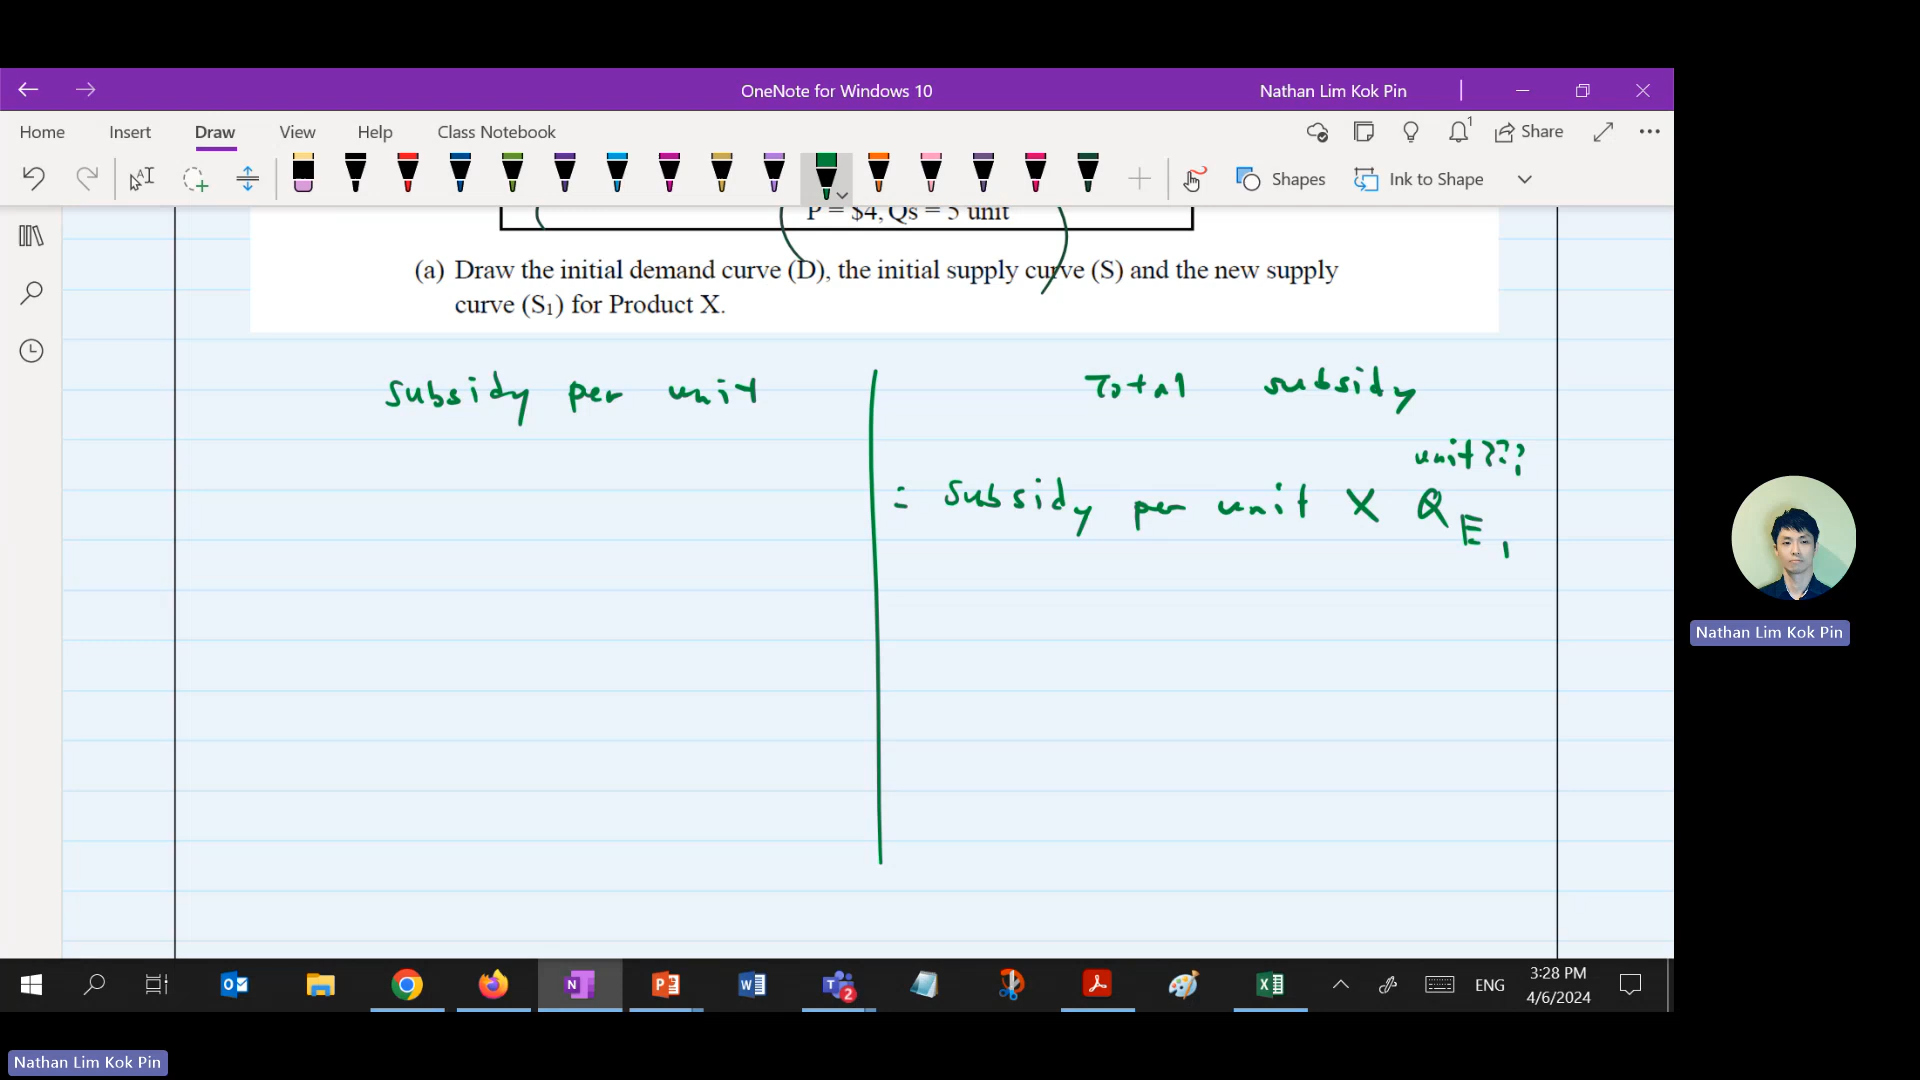 OneNote for Windows 10
Nathan Lim Kok Pin
Home Insert Draw View Help Class Notebook
1
Share
Shapes
Ink to Shape
P = $4, Qs = 5 unit
(a) Draw the initial demand curve (D), the initial supply curve (S) and the new supply
curve (S1) for Product X.
subsidy per unit
Total subsidy
unit???
= Subsidy per unit X QE1
Nathan Lim Kok Pin
2
ENG
3:28 PM
4/6/2024
Nathan Lim Kok Pin